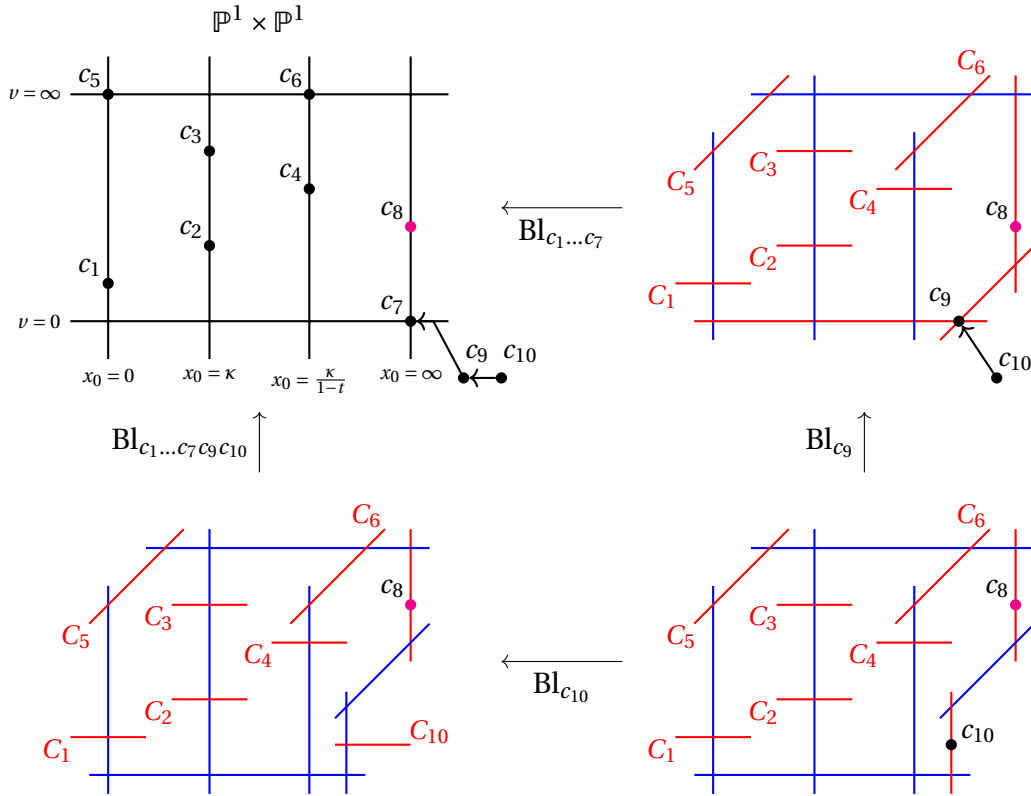 ℙ¹ × ℙ¹
c₅ c₆
v = ∞
c₃
c₄
c₈
c₂
c₁
c₇
v = 0
c₉ c₁₀
x₀ = 0 x₀ = κ x₀ = κ/(1−t) x₀ = ∞
C₆
C₃
C₅
C₄
c₈
C₂
C₁
c₉
c₁₀
Bl_{c₁...c₇}
Bl_{c₁...c₇c₉c₁₀}
Bl_{c₉}
C₆
c₈
C₃
C₅
C₄
C₂
C₁
C₁₀
Bl_{c₁₀}
C₆
c₈
C₃
C₅
C₄
C₂
C₁
c₁₀